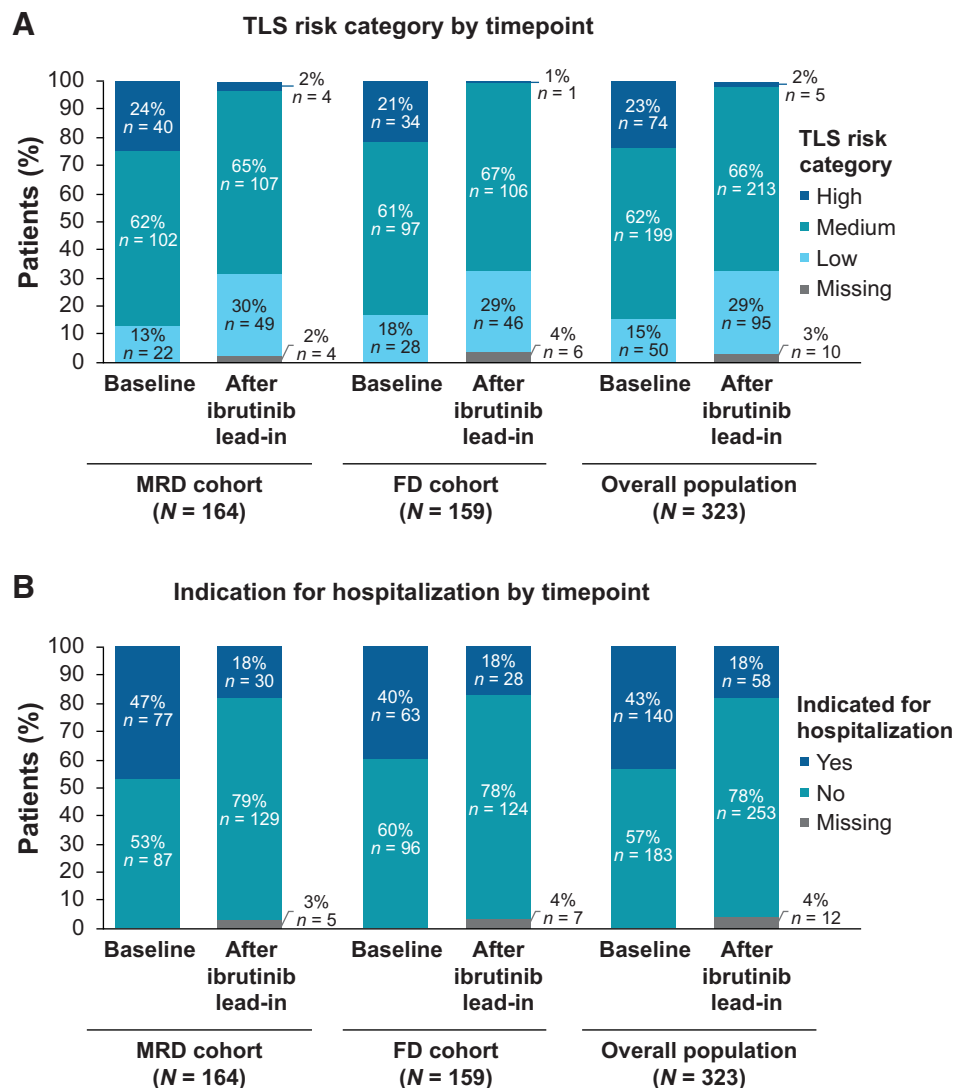 A
TLS risk category by timepoint
Patients (%)
100
90
80
70
60
50
40
30
20
10
0
24%
n = 40
62%
n = 102
13%
n = 22
2%
n = 4
65%
n = 107
30%
n = 49
2%
n = 4
21%
n = 34
61%
n = 97
18%
n = 28
1%
n = 1
67%
n = 106
29%
n = 46
4%
n = 6
23%
n = 74
62%
n = 199
15%
n = 50
2%
n = 5
66%
n = 213
29%
n = 95
3%
n = 10
TLS risk
category
High
Medium
Low
Missing
Baseline
After
ibrutinib
lead-in
Baseline
After
ibrutinib
lead-in
Baseline
After
ibrutinib
lead-in
MRD cohort
(N = 164)
FD cohort
(N = 159)
Overall population
(N = 323)
B
Indication for hospitalization by timepoint
Patients (%)
100
90
80
70
60
50
40
30
20
10
0
47%
n = 77
53%
n = 87
18%
n = 30
79%
n = 129
3%
n = 5
40%
n = 63
60%
n = 96
18%
n = 28
78%
n = 124
4%
n = 7
43%
n = 140
57%
n = 183
18%
n = 58
78%
n = 253
4%
n = 12
Indicated for
hospitalization
Yes
No
Missing
Baseline
After
ibrutinib
lead-in
Baseline
After
ibrutinib
lead-in
Baseline
After
ibrutinib
lead-in
MRD cohort
(N = 164)
FD cohort
(N = 159)
Overall population
(N = 323)